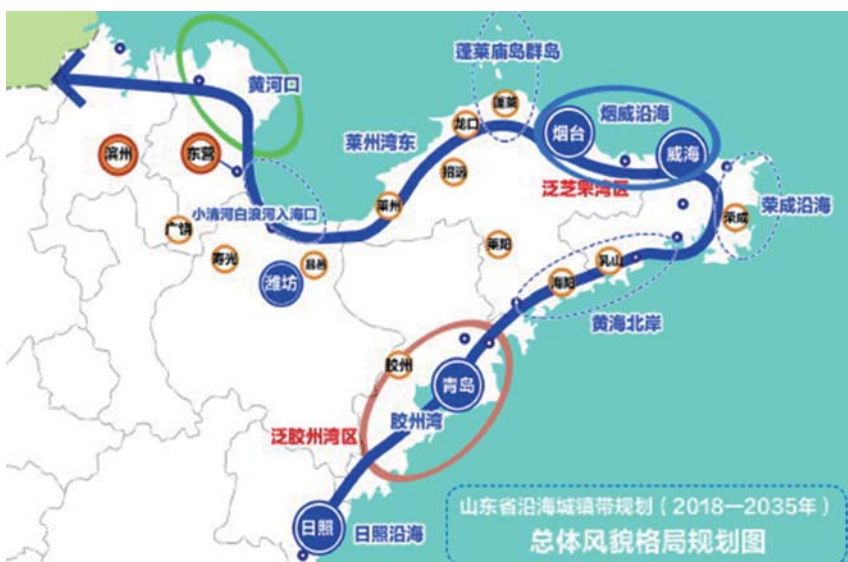 蓬莱庙岛群岛
黄河口
烟威沿海
蓬莱
龙口
烟台
莱州湾东
威海
滨州
东营
招远
泛芝罘湾区
荣成沿海
莱州
小清河白浪河入海口
荣成
广饶
莱阳
寿光
昌邑
乳山
潍坊
海阳
黄海北岸
胶州
青岛
胶州湾
泛胶州湾区
山东省沿海城镇带规划（2018—2035年）
日照
日照沿海
总体风貌格局规划图